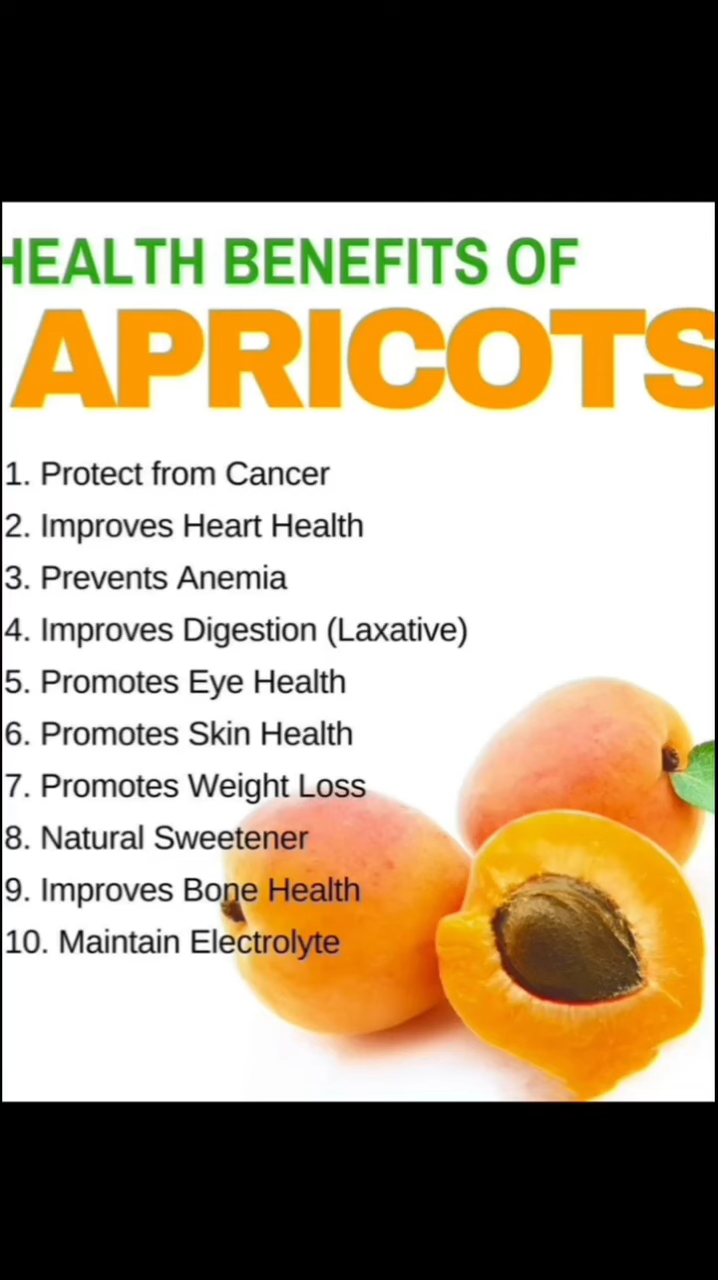 HEALTH BENEFITS OF
APRICOTS
1. Protect from Cancer
2. Improves Heart Health
3. Prevents Anemia
4. Improves Digestion (Laxative)
5. Promotes Eye Health
6. Promotes Skin Health
7. Promotes Weight Loss
8. Natural Sweetener
9. Improves Bone Health
10. Maintain Electrolyte